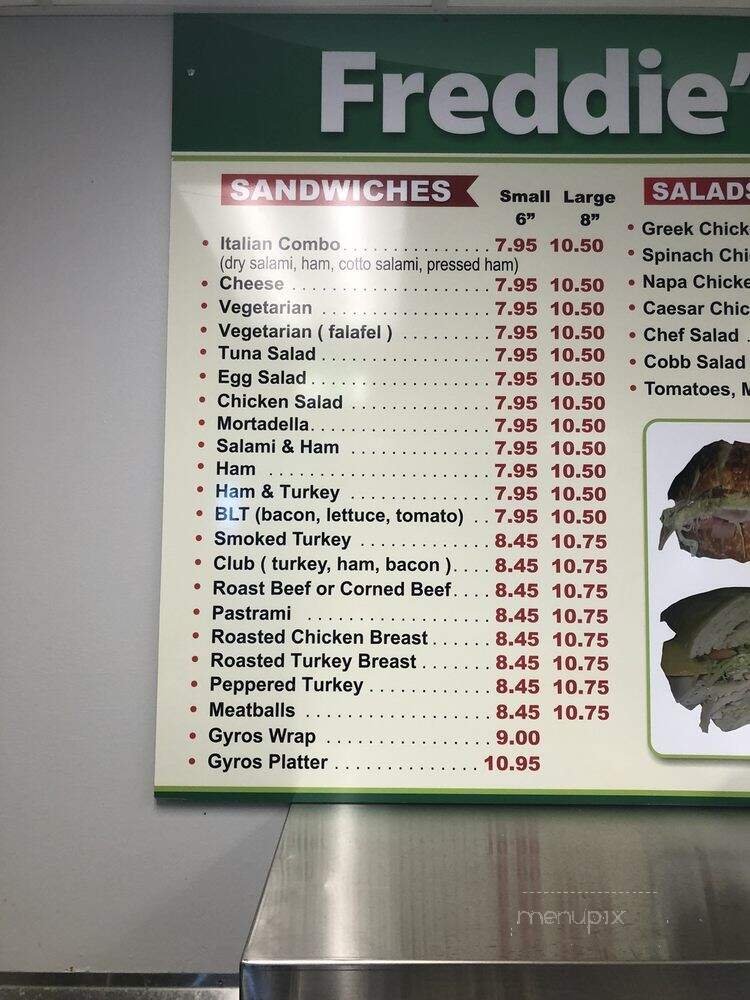 Freddie'
SANDWICHES Small Large
6” 8”
• Italian Combo 7.95 10.50
(dry salami, ham, cotto salami, pressed ham)
• Cheese 7.95 10.50
• Vegetarian 7.95 10.50
• Vegetarian ( falafel ) 7.95 10.50
• Tuna Salad 7.95 10.50
• Egg Salad 7.95 10.50
• Chicken Salad 7.95 10.50
• Mortadella 7.95 10.50
• Salami & Ham 7.95 10.50
• Ham 7.95 10.50
• Ham & Turkey 7.95 10.50
• BLT (bacon, lettuce, tomato) 7.95 10.50
• Smoked Turkey 8.45 10.75
• Club ( turkey, ham, bacon ) 8.45 10.75
• Roast Beef or Corned Beef 8.45 10.75
• Pastrami 8.45 10.75
• Roasted Chicken Breast 8.45 10.75
• Roasted Turkey Breast 8.45 10.75
• Peppered Turkey 8.45 10.75
• Meatballs 8.45 10.75
• Gyros Wrap 9.00
• Gyros Platter 10.95
SALADS
• Greek Chick
• Spinach Chi
• Napa Chicke
• Caesar Chic
• Chef Salad
• Cobb Salad
• Tomatoes, M
menupix